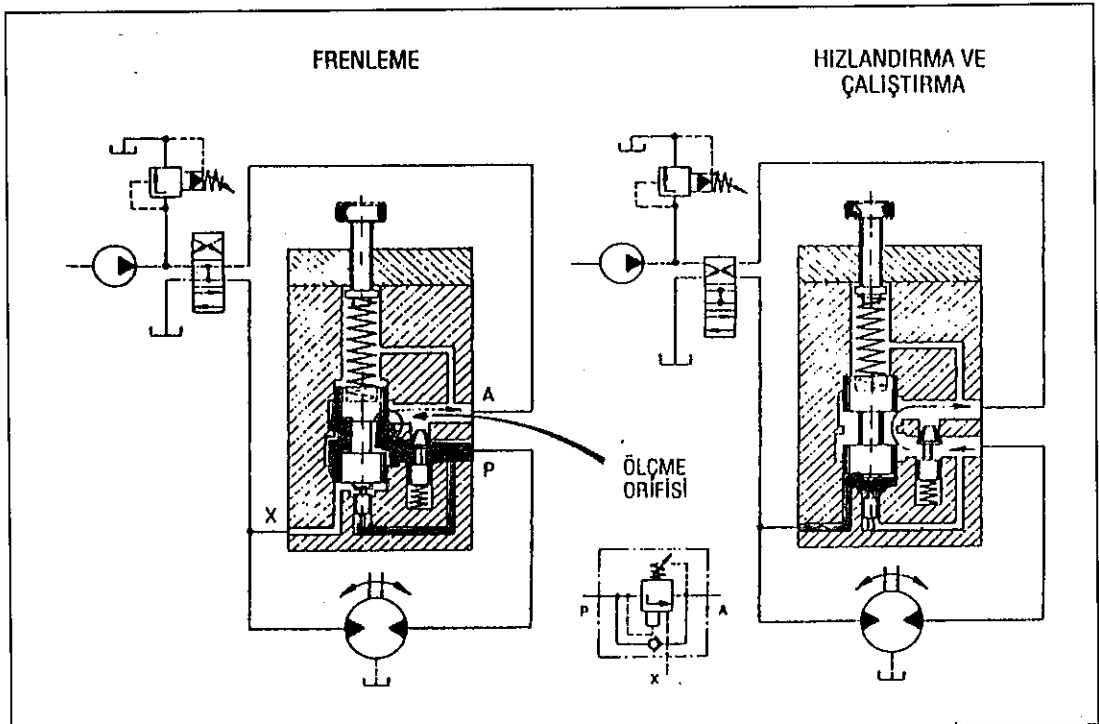 FRENLEME
HIZLANDIRMA VE
ÇALIŞTIRMA
A
P
X
ÖLÇME
ORİFİSİ
P
A
X